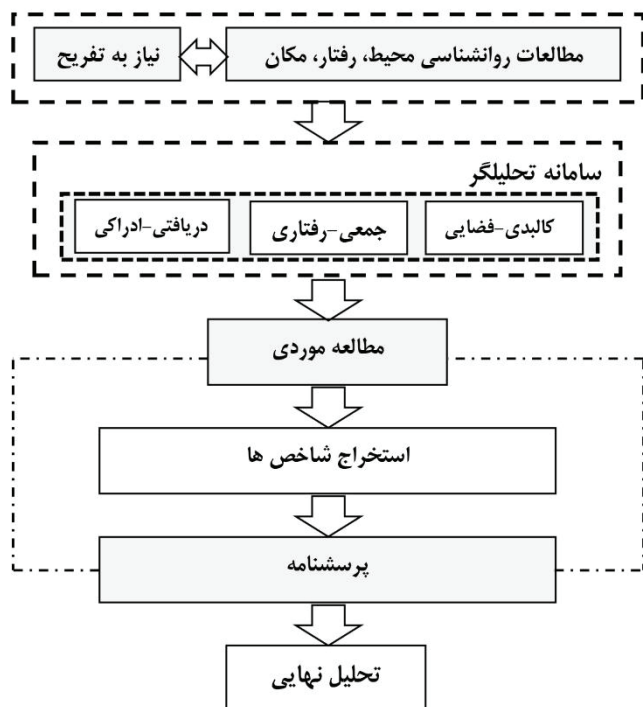 مطالعات روانشناسی محیط، رفتار، مکان
نیاز به تفریح
سامانه تحلیلگر
کالبدی-فضایی
جمعی-رفتاری
دریافتی-ادراکی
مطالعه موردی
استخراج شاخص ها
پرسشنامه
تحلیل نهایی